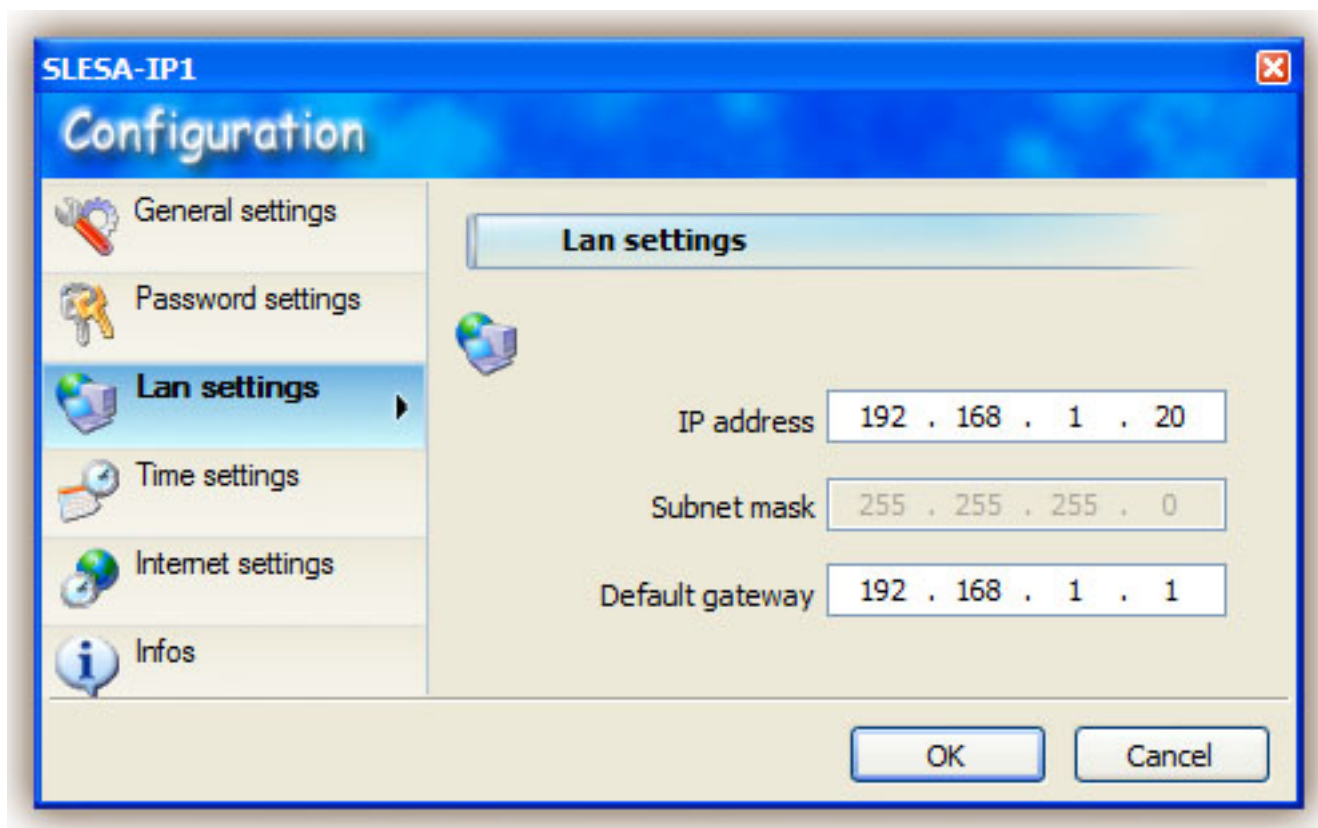 SLESA-IP1
Configuration
General settings
Password settings
Lan settings
Time settings
Internet settings
Infos
Lan settings
IP address 192 . 168 . 1 . 20
Subnet mask 255 . 255 . 255 . 0
Default gateway 192 . 168 . 1 . 1
OK Cancel